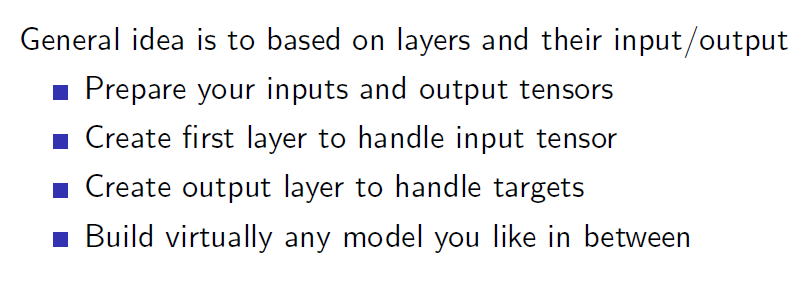 General idea is to based on layers and their input/output
Prepare your inputs and output tensors
Create first layer to handle input tensor
Create output layer to handle targets
Build virtually any model you like in between